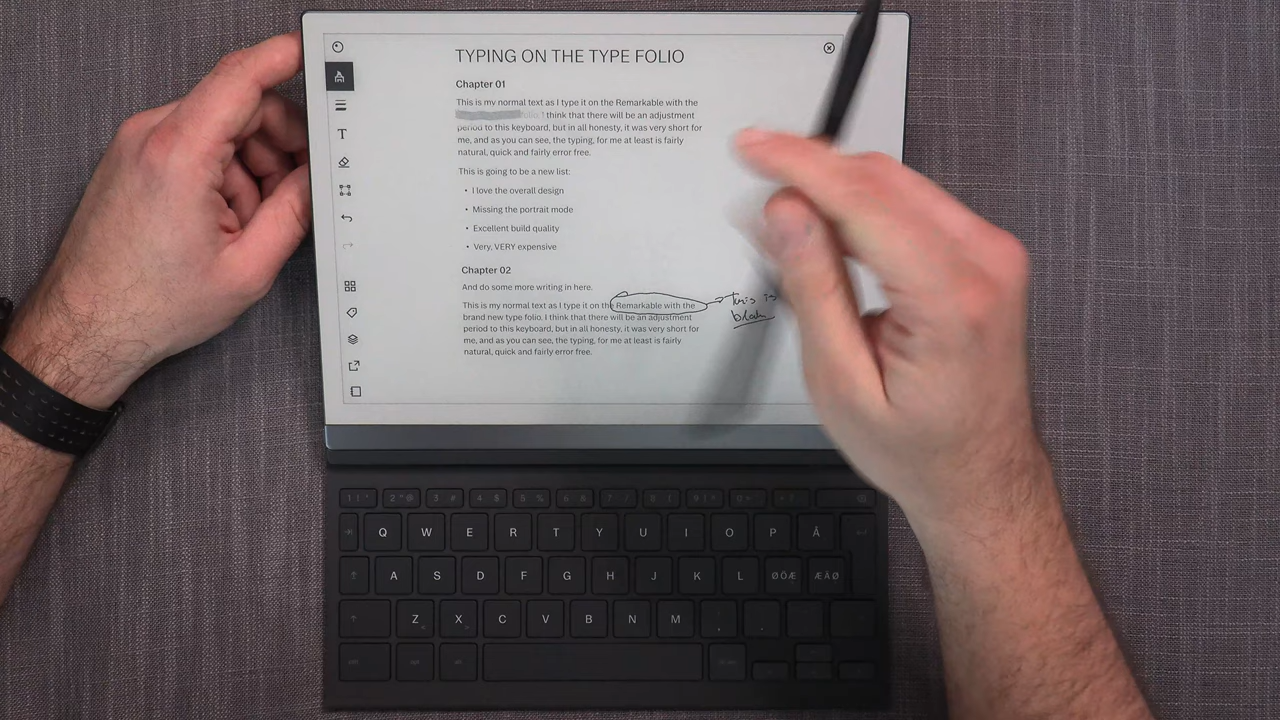 TYPING ON THE TYPE FOLIO
Chapter 01
This is my normal text as I type it on the Remarkable with the
folio. I think that there will be an adjustment
period to this keyboard, but in all honesty, it was very short for
me, and as you can see, the typing, for me at least is fairly
natural, quick and fairly error free.
This is going to be a new list:
• I love the overall design
• Missing the portrait mode
• Excellent build quality
• Very, VERY expensive
Chapter 02
And do some more writing in here.
This is my normal text as I type it on the Remarkable with the
brand new type folio. I think that there will be an adjustment
period to this keyboard, but in all honesty, it was very short for
me, and as you can see, the typing, for me at least is fairly
natural, quick and fairly error free.
This is
blah
T
Q W E R T Y U I O P Å
A S D F G H J K L ØÖÆ ÆÄØ
Z X C V B N M , .